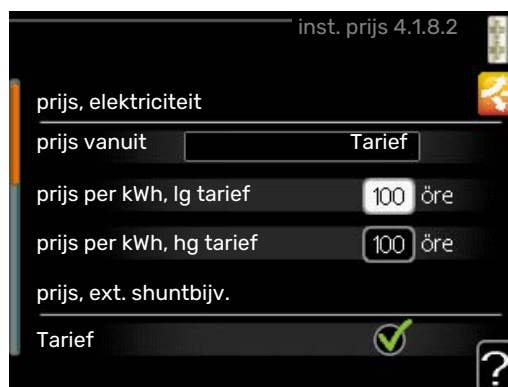 inst. prijs 4.1.8.2
prijs, elektriciteit
prijs vanuit Tarief
prijs per kWh, lg tarief 100 öre
prijs per kWh, hg tarief 100 öre
prijs, ext. shuntbijv.
Tarief
?